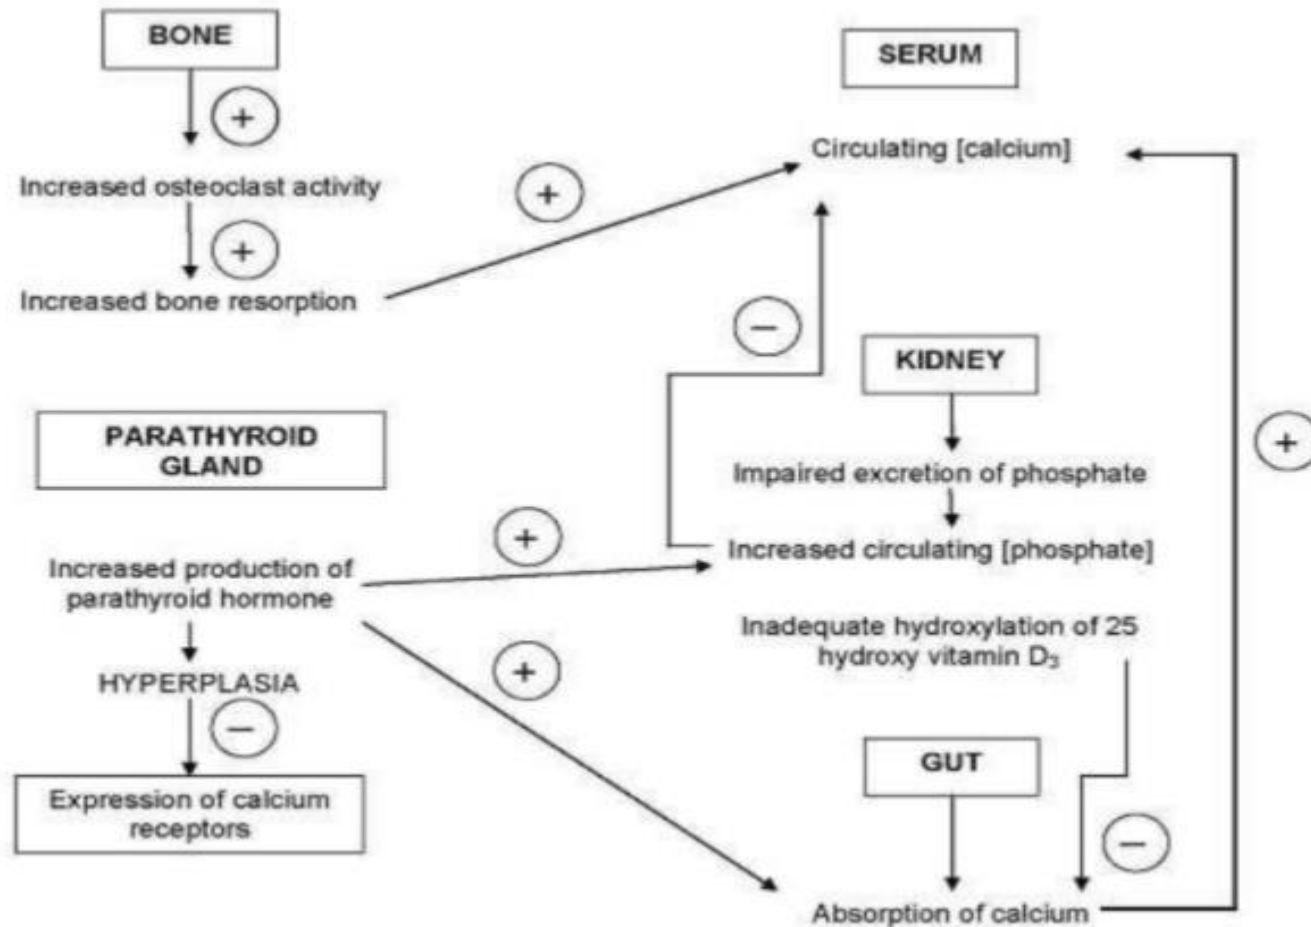 BONE
+
Increased osteoclast activity
+
Increased bone resorption
+
SERUM
Circulating [calcium]
−
KIDNEY
Impaired excretion of phosphate
Increased circulating [phosphate]
Inadequate hydroxylation of 25
hydroxy vitamin D₃
+
PARATHYROID
GLAND
Increased production of
parathyroid hormone
+
+
HYPERPLASIA
−
Expression of calcium
receptors
GUT
−
Absorption of calcium